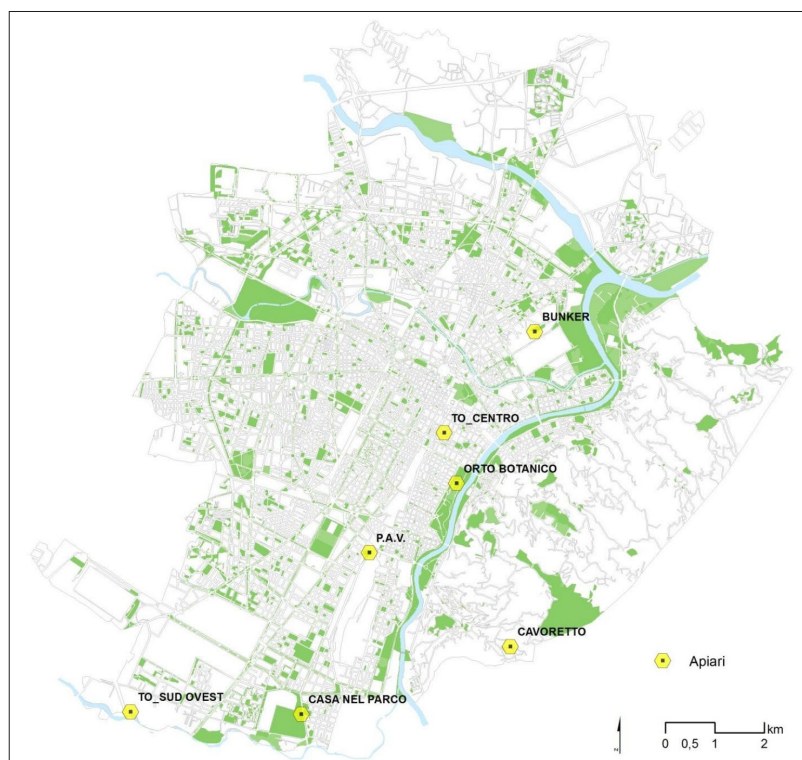 BUNKER
TO_CENTRO
ORTO BOTANICO
P.A.V.
CAVORETTO
Apiari
TO_SUD OVEST
CASA NEL PARCO
km
0 0,5 1 2